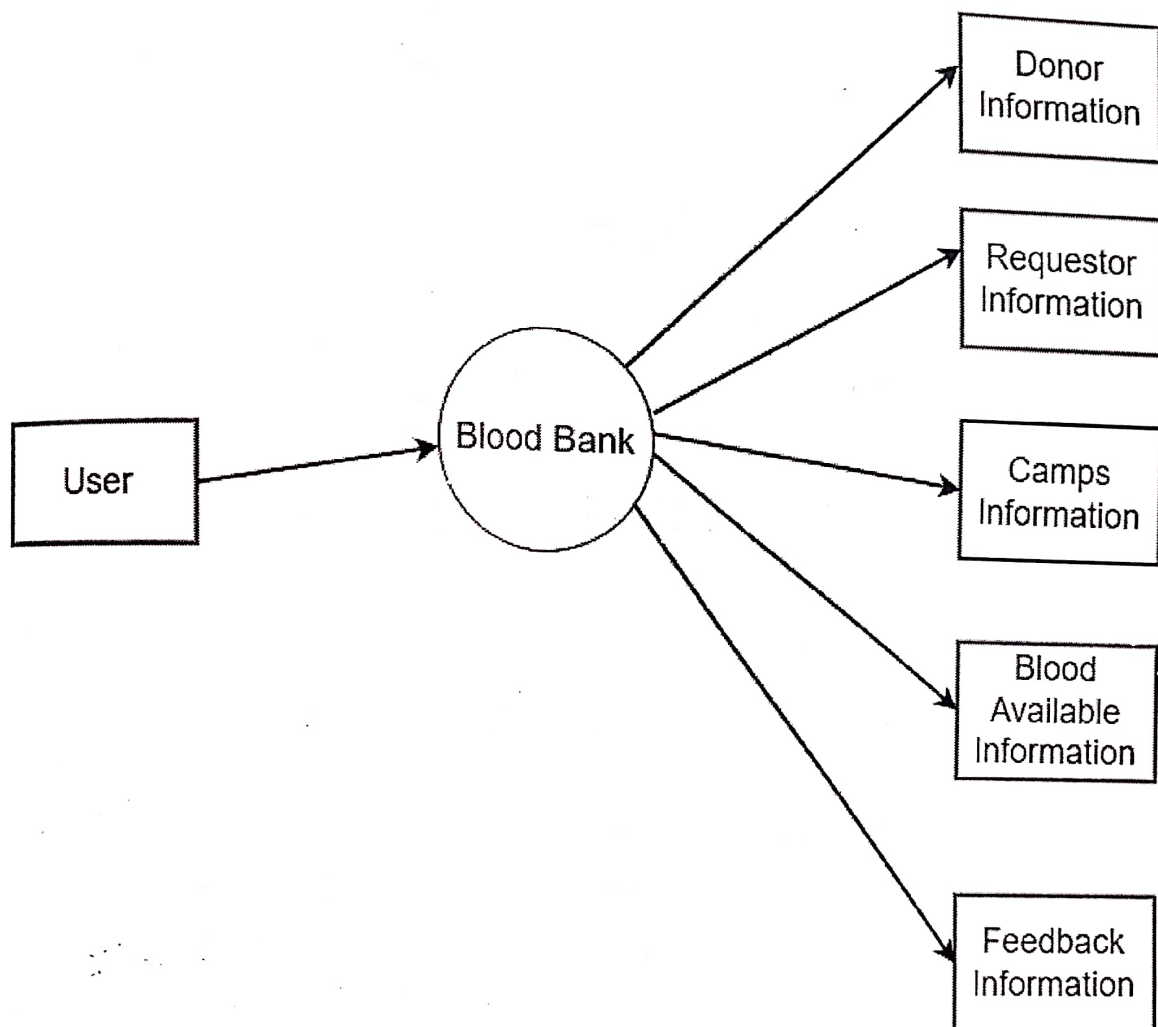 Donor
Information
Requestor
Information
Blood Bank
User
Camps
Information
Blood
Available
Information
Feedback
Information